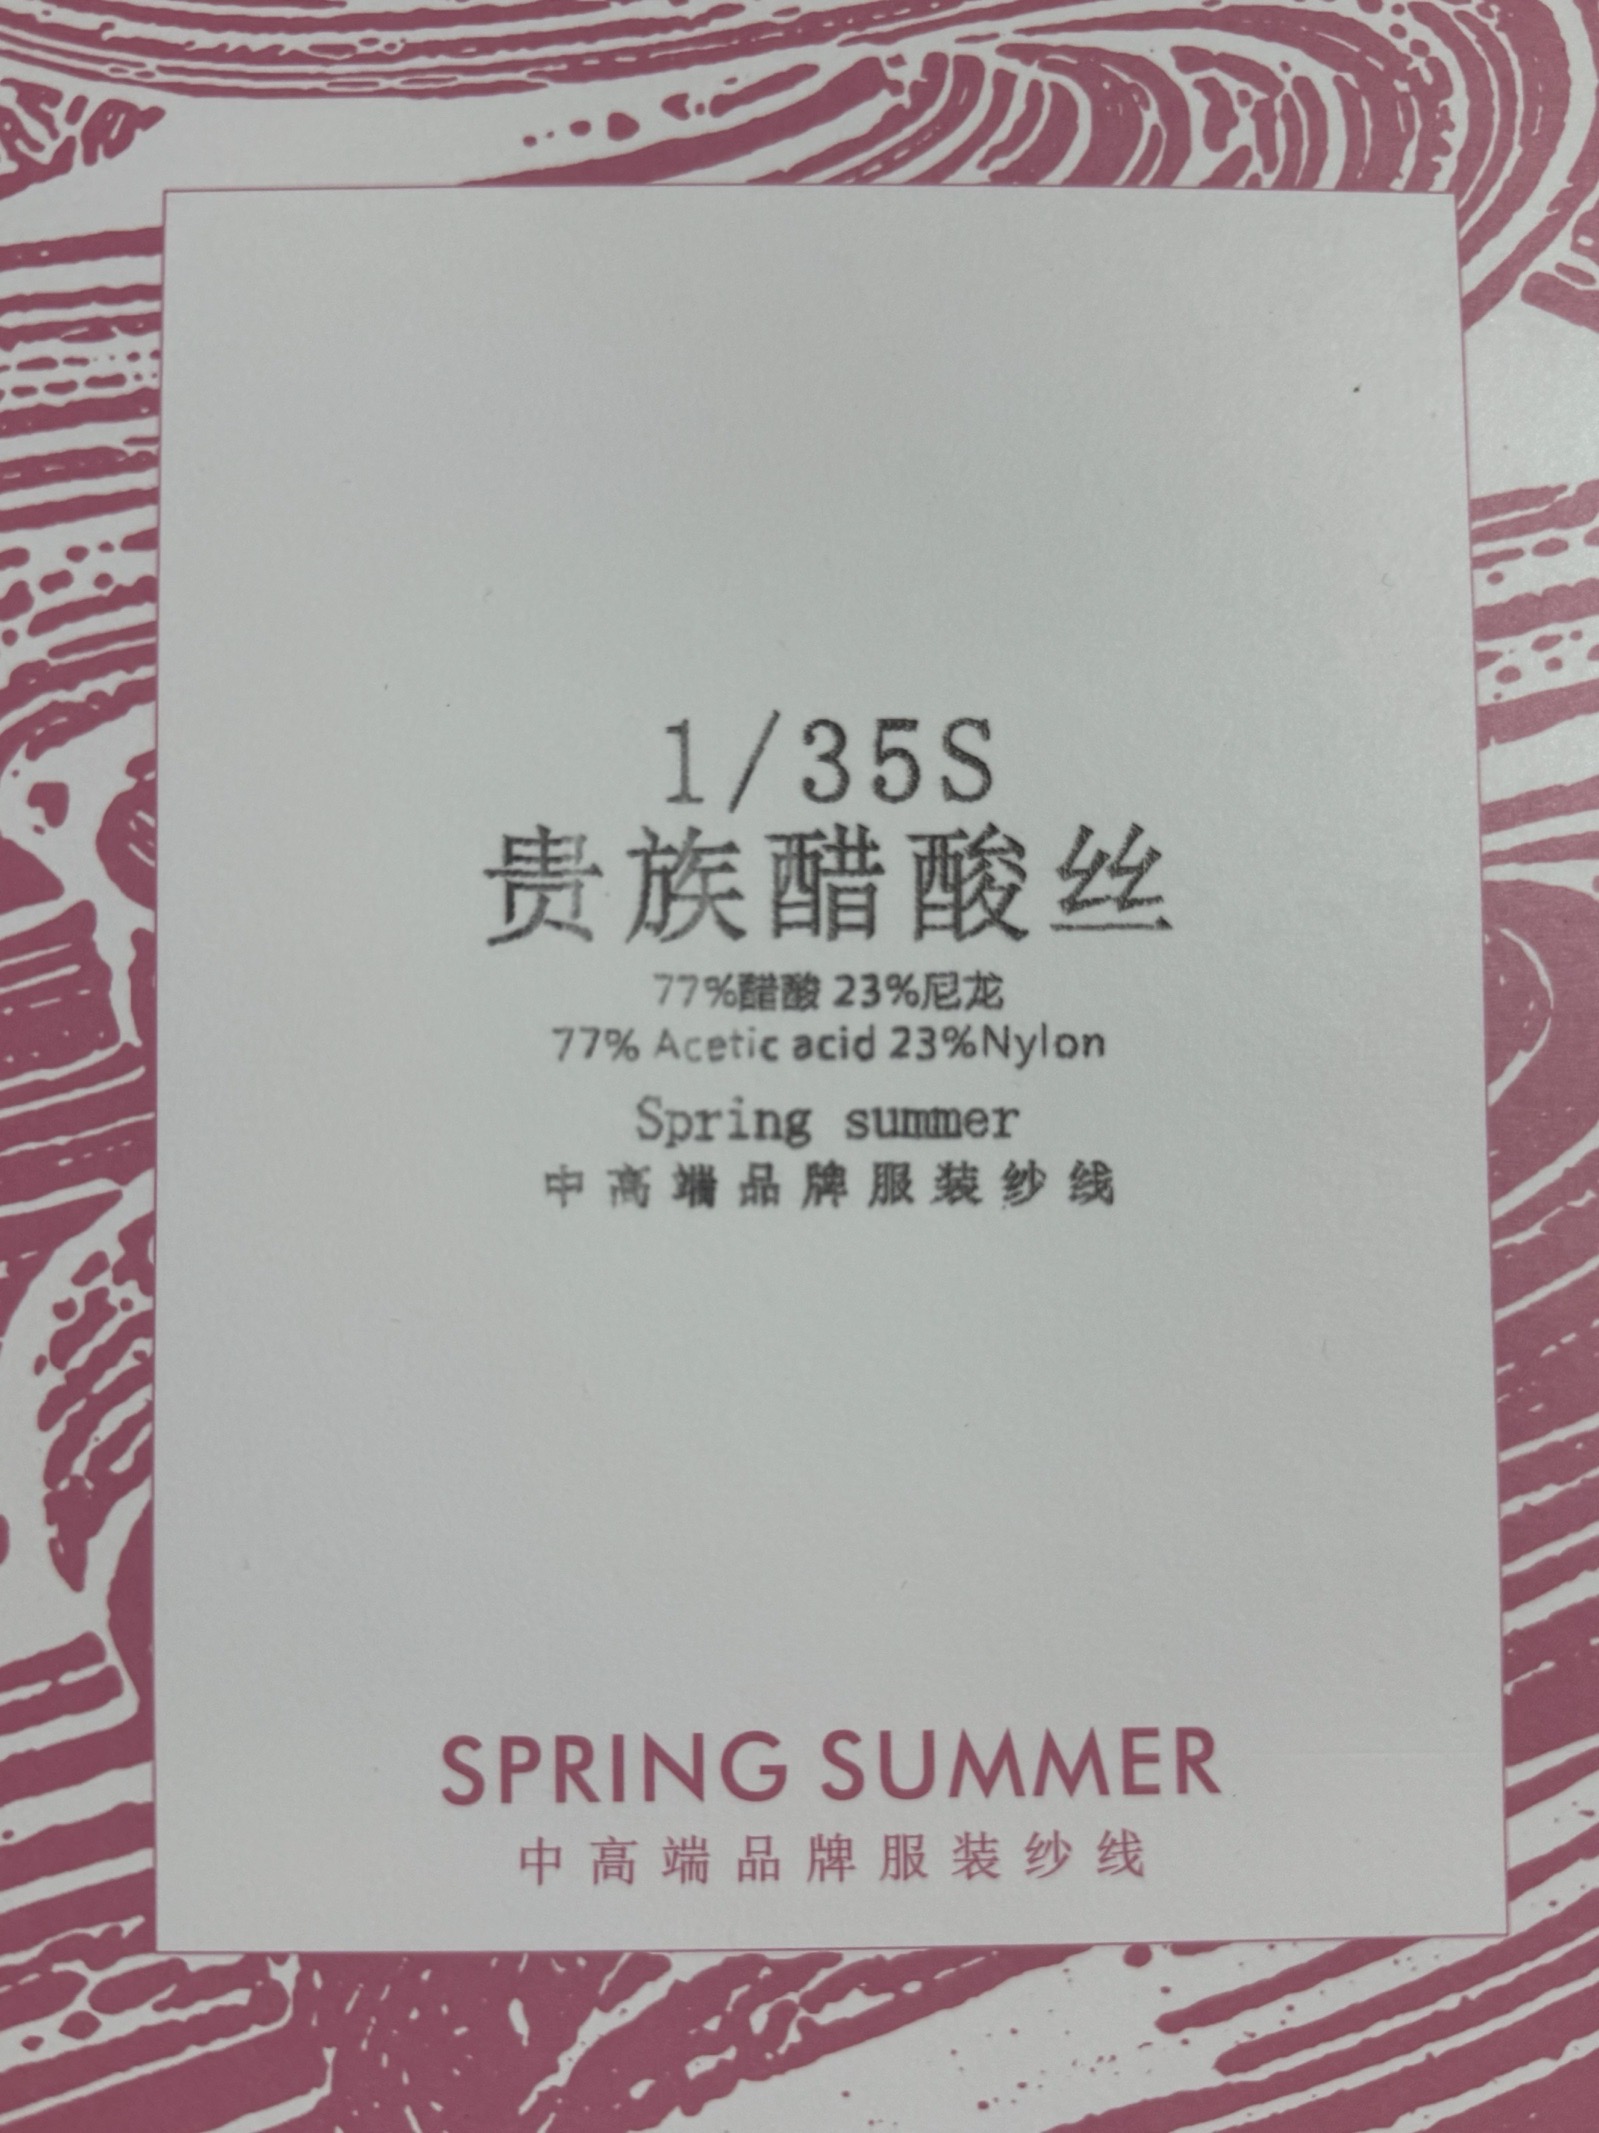 1/35S
贵族醋酸丝
77%醋酸 23%尼龙
77% Acetic acid 23%Nylon
Spring summer
中高端品牌服装纱线
SPRING SUMMER
中高端品牌服装纱线